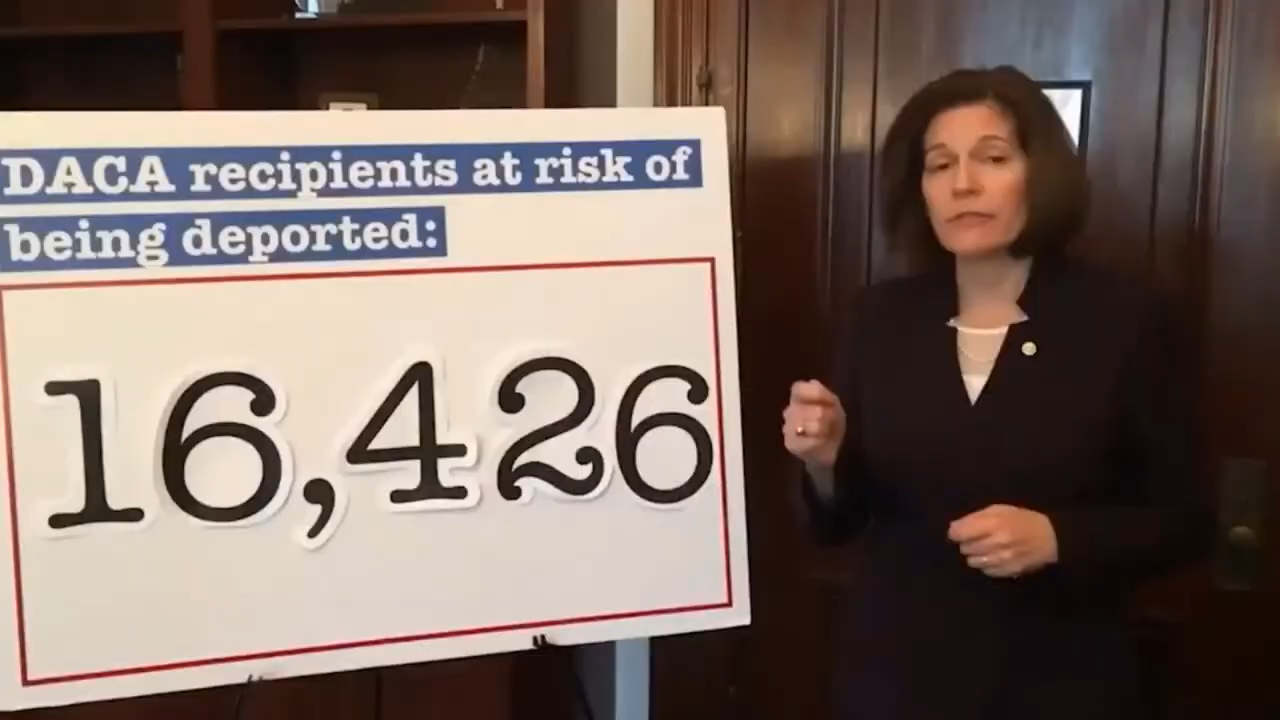 DACA recipients at risk of
being deported:
16,426